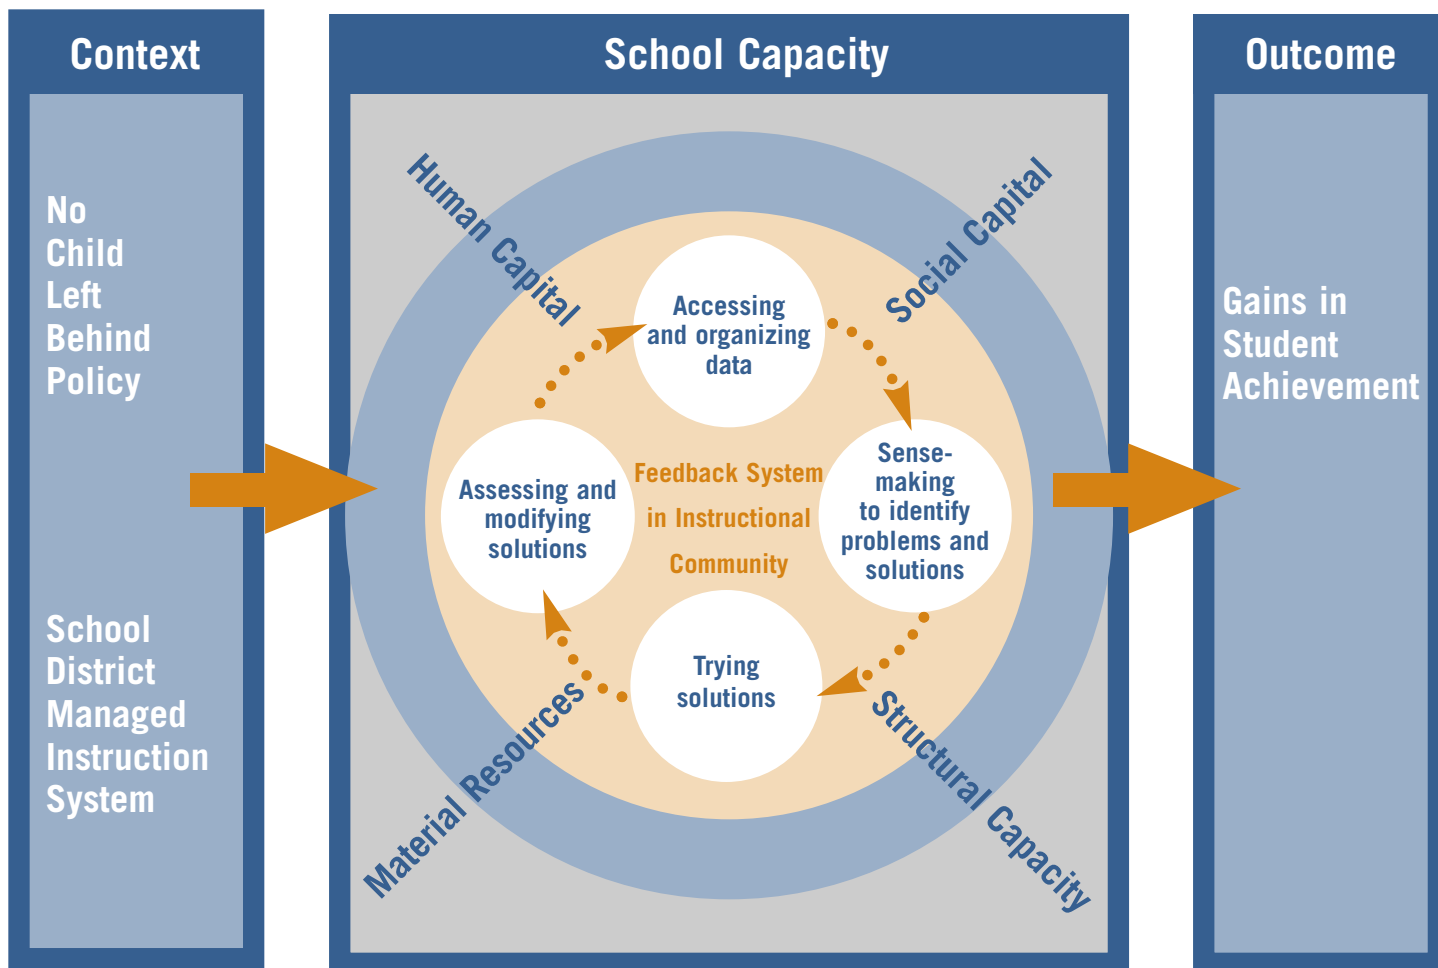 Context
No
Child
Left
Behind
Policy
School
District
Managed
Instruction
System
School Capacity
Human Capital
Social Capital
Accessing
and organizing
data
Sense-
making
to identify
problems and
solutions
Assessing and
modifying
solutions
Feedback System
in Instructional
Community
Trying
solutions
Material Resources
Structural Capacity
Outcome
Gains in
Student
Achievement